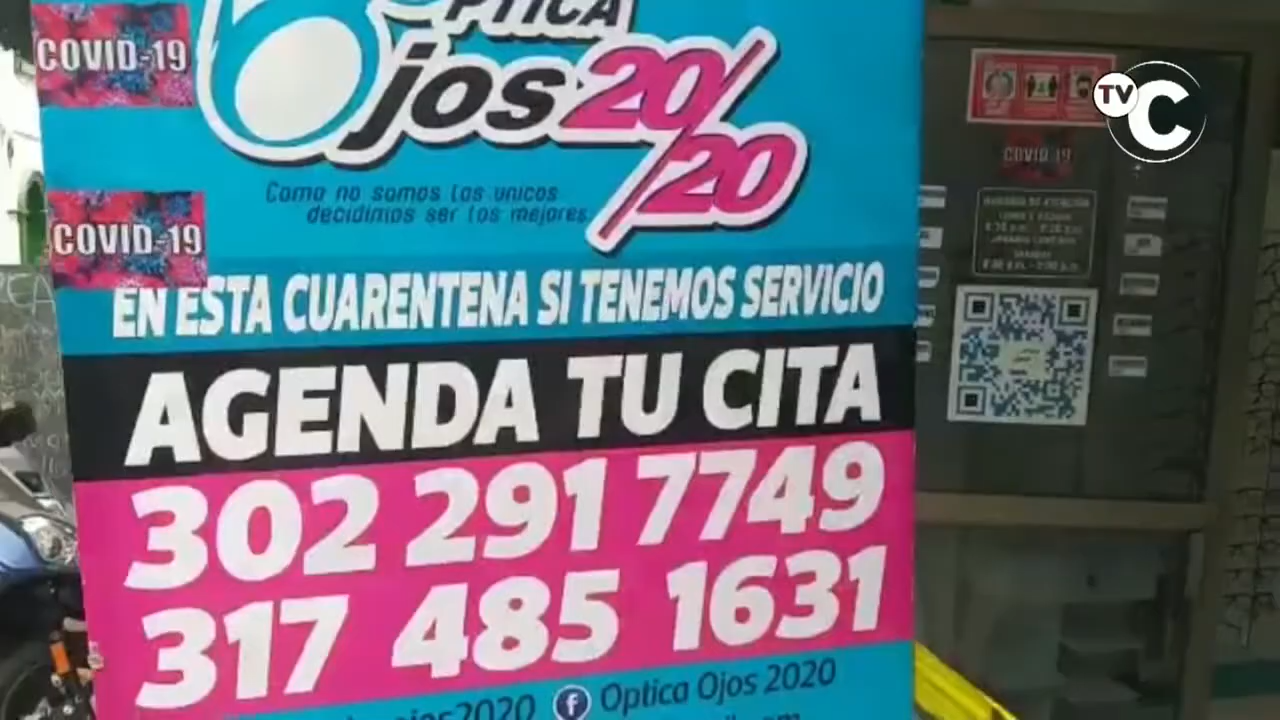 COVID-19
OPTICA
Ojos 20/20
Como no somos los unicos
decidimos ser los mejores.
COVID-19
EN ESTA CUARENTENA SI TENEMOS SERVICIO
AGENDA TU CITA
302 291 7749
317 485 1631
Optica Ojos 2020
TV C
COVID-19